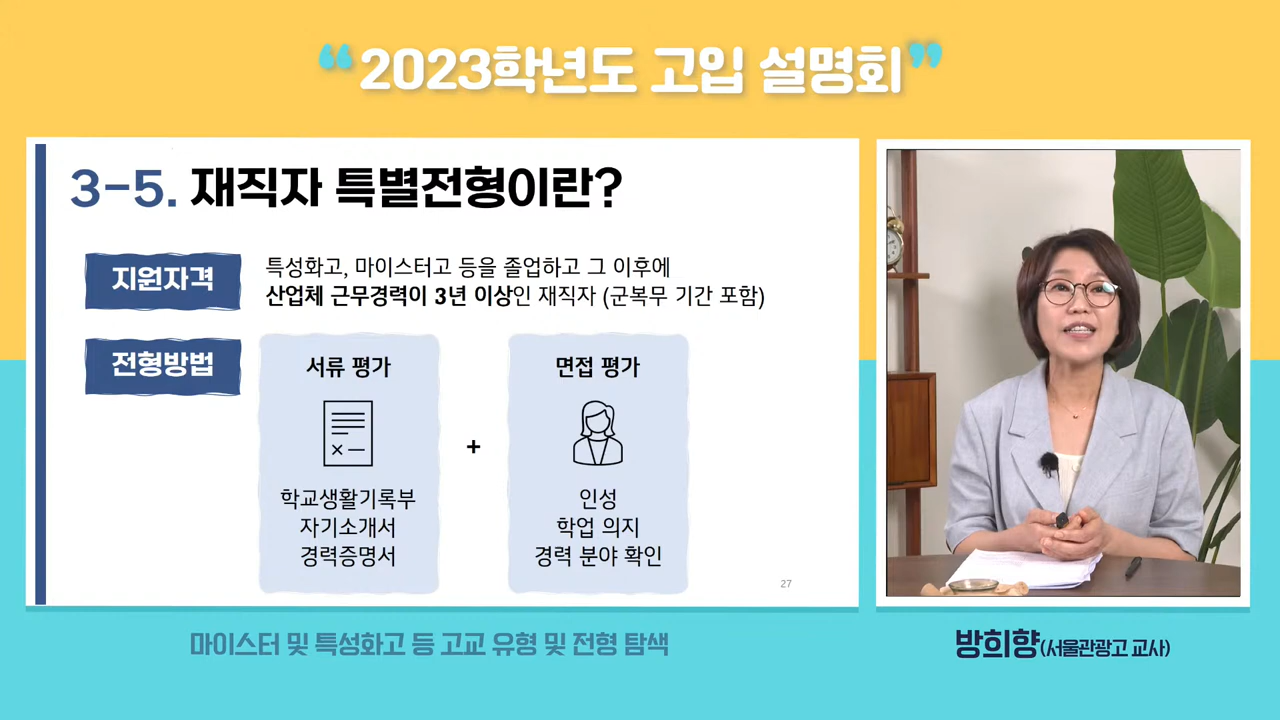 “2023학년도 고입 설명회”
3-5. 재직자 특별전형이란?
지원자격
특성화고, 마이스터고 등을 졸업하고 그 이후에
산업체 근무경력이 3년 이상인 재직자 (군복무 기간 포함)
전형방법
서류 평가
학교생활기록부
자기소개서
경력증명서
+
면접 평가
인성
학업 의지
경력 분야 확인
27
마이스터 및 특성화고 등 고교 유형 및 전형 탐색
방희향(서울관광고 교사)